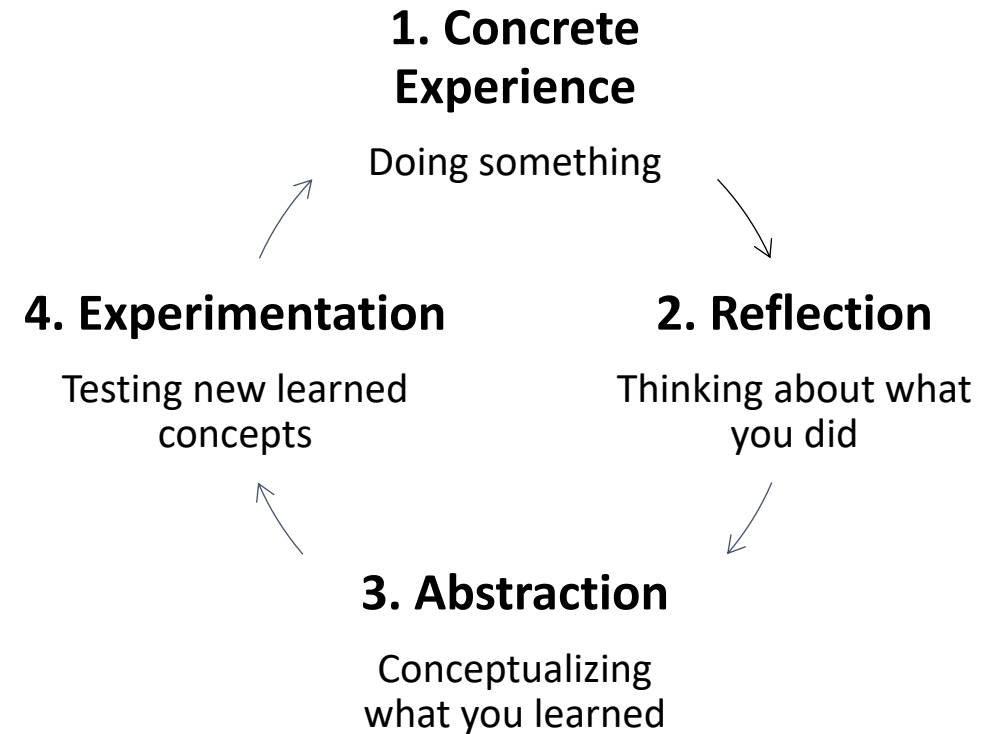 1. Concrete
Experience
Doing something
2. Reflection
Thinking about what
you did
3. Abstraction
Conceptualizing
what you learned
4. Experimentation
Testing new learned
concepts